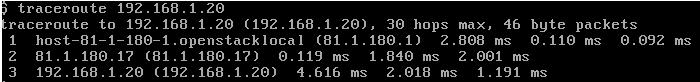 $ traceroute 192.168.1.20
traceroute to 192.168.1.20 (192.168.1.20), 30 hops max, 46 byte packets
1 host-81-1-180-1.openstacklocal (81.1.180.1) 2.808 ms 0.110 ms 0.092 ms
2 81.1.180.17 (81.1.180.17) 0.119 ms 1.840 ms 2.001 ms
3 192.168.1.20 (192.168.1.20) 4.616 ms 2.018 ms 1.191 ms